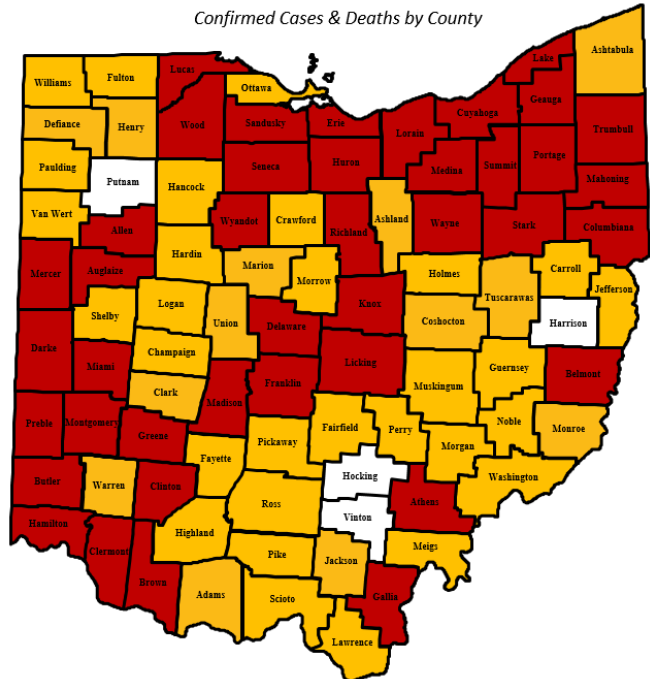 Confirmed Cases & Deaths by County
Ashtabula
Lake
Lucas
Williams
Fulton
Ottawa
Geauga
Cuyahoga
Defiance
Henry
Wood
Sandusky
Erie
Lorain
Trumbull
Paulding
Putnam
Hancock
Seneca
Huron
Medina
Summit
Portage
Mahoning
Van Wert
Allen
Wyandot
Crawford
Richland
Ashland
Wayne
Stark
Columbiana
Mercer
Auglaize
Hardin
Marion
Morrow
Holmes
Carroll
Tuscarawas
Jefferson
Shelby
Logan
Union
Delaware
Knox
Coshocton
Harrison
Darke
Miami
Champaign
Clark
Madison
Franklin
Licking
Muskingum
Guernsey
Belmont
Preble
Montgomery
Greene
Fayette
Pickaway
Fairfield
Perry
Morgan
Noble
Monroe
Butler
Warren
Clinton
Ross
Hocking
Vinton
Athens
Washington
Hamilton
Clermont
Brown
Highland
Pike
Jackson
Meigs
Adams
Scioto
Gallia
Lawrence